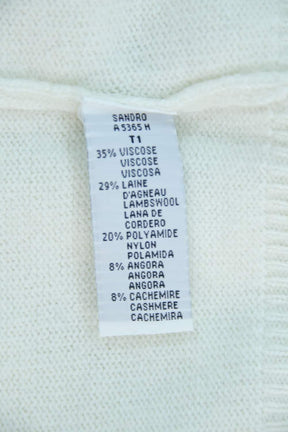 SANDRO
A5365 H
T1
35% VISCOSE
VISCOSE
VISCOSA
29% LAINE
D'AGNEAU
LAMBSWOOL
LANA DE
CORDERO
20% POLYAMIDE
NYLON
POLAMIDA
8% ANGORA
ANGORA
ANGORA
8% CACHEMIRE
CASHMERE
CACHEMIRA